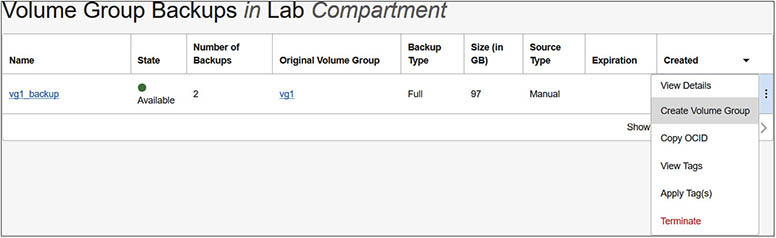 Volume Group Backups in Lab Compartment
Name
State
Number of
Backups
Original Volume Group
Backup
Type
Size (in
GB)
Source
Type
Expiration
Created
vg1_backup
Available
2
vg1
Full
97
Manual
View Details
Create Volume Group
Copy OCID
View Tags
Apply Tag(s)
Terminate
Show